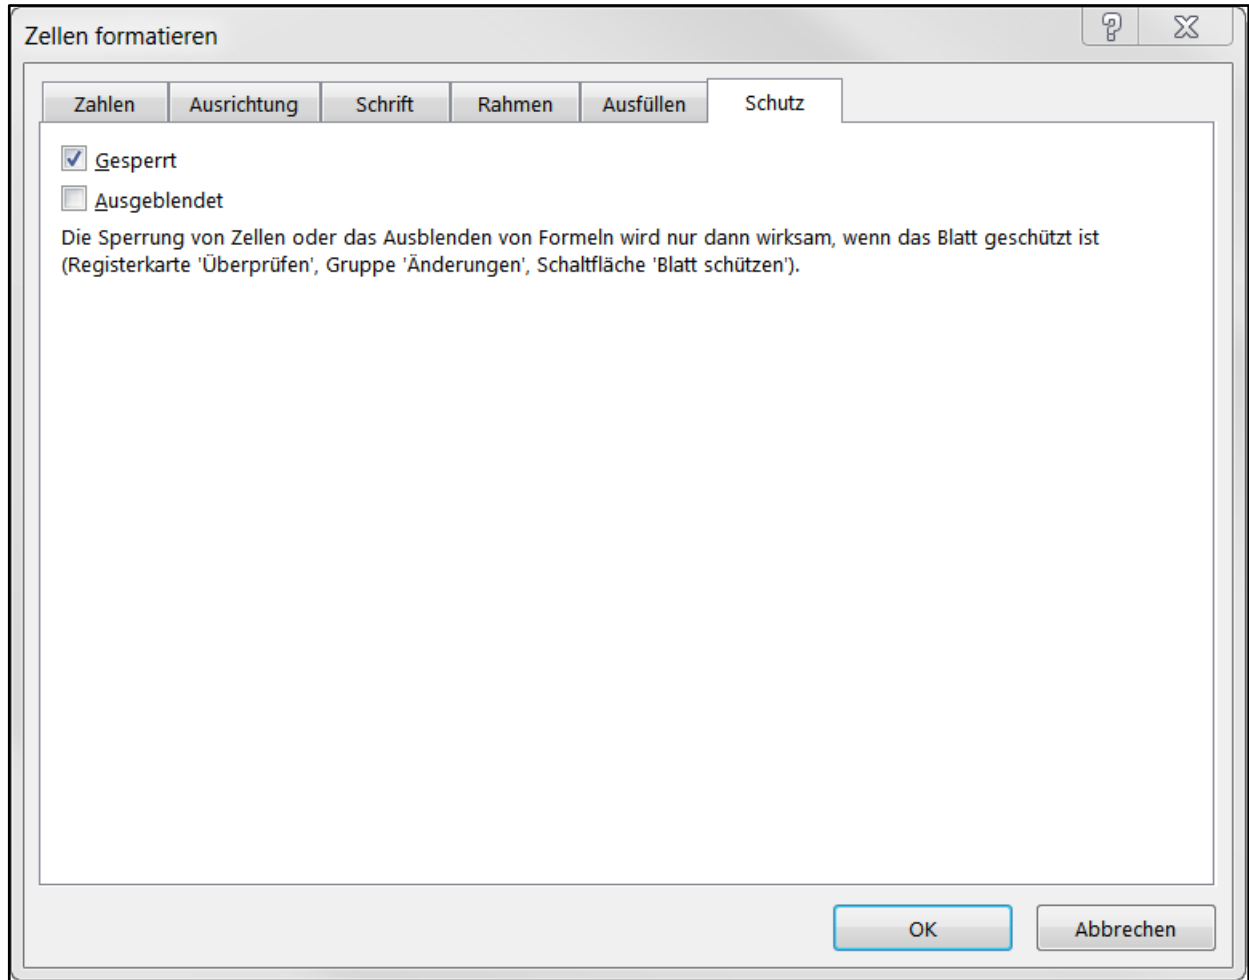 Zellen formatieren
Zahlen Ausrichtung Schrift Rahmen Ausfüllen Schutz
Gesperrt
Ausgeblendet
Die Sperrung von Zellen oder das Ausblenden von Formeln wird nur dann wirksam, wenn das Blatt geschützt ist
(Registerkarte 'Überprüfen', Gruppe 'Änderungen', Schaltfläche 'Blatt schützen').
OK Abbrechen